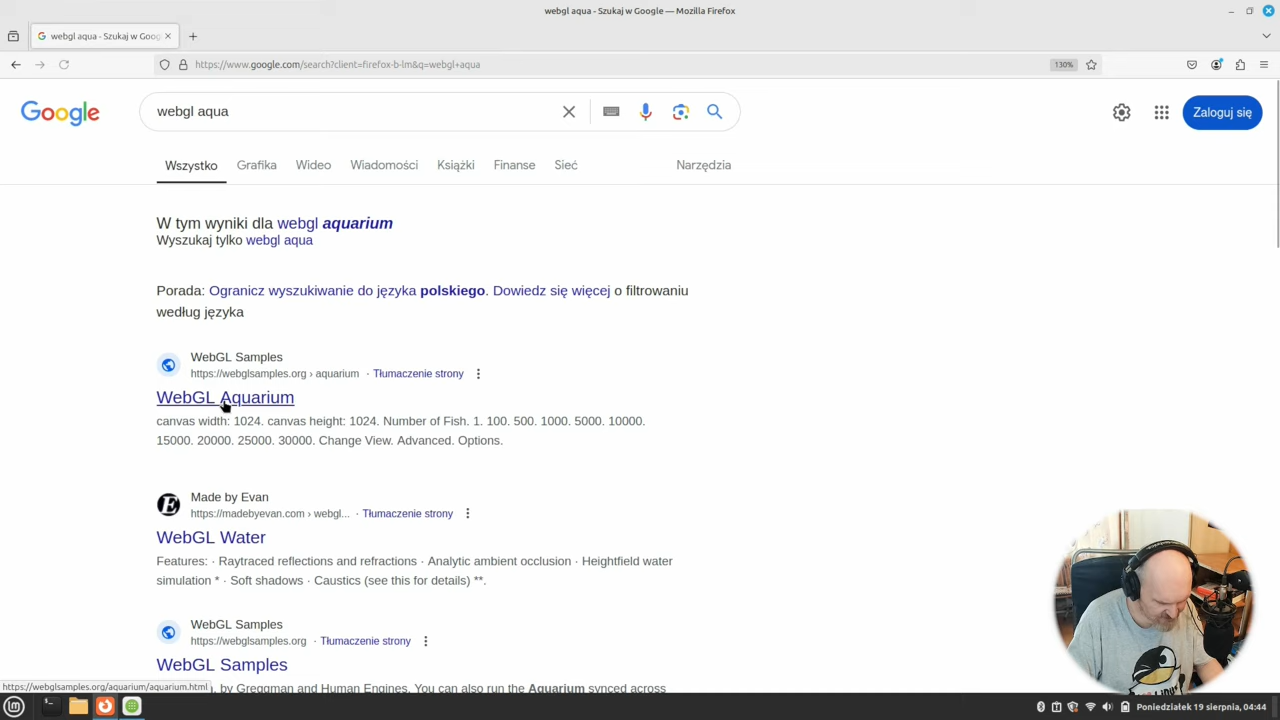 webgl aqua - Szukaj w Google — Mozilla Firefox
webgl aqua - Szukaj w Goog
https://www.google.com/search?client=firefox-b-lm&q=webgl+aqua
130%
Google
webgl aqua
Zaloguj się
Wszystko Grafika Wideo Wiadomości Książki Finanse Sieć Narzędzia
W tym wyniki dla webgl aquarium
Wyszukaj tylko webgl aqua
Porada: Ogranicz wyszukiwanie do języka polskiego. Dowiedz się więcej o filtrowaniu
według języka
WebGL Samples
https://webglsamples.org › aquarium · Tłumaczenie strony
WebGL Aquarium
canvas width: 1024. canvas height: 1024. Number of Fish. 1. 100. 500. 1000. 5000. 10000.
15000. 20000. 25000. 30000. Change View. Advanced. Options.
Made by Evan
https://madebyevan.com › webgl... · Tłumaczenie strony
WebGL Water
Features: · Raytraced reflections and refractions · Analytic ambient occlusion · Heightfield water
simulation * · Soft shadows · Caustics (see this for details) **.
WebGL Samples
https://webglsamples.org · Tłumaczenie strony
WebGL Samples
by Greggman and Human Engines. You can also run the Aquarium synced across
https://webglsamples.org/aquarium/aquarium.html
Poniedziałek 19 sierpnia, 04:44